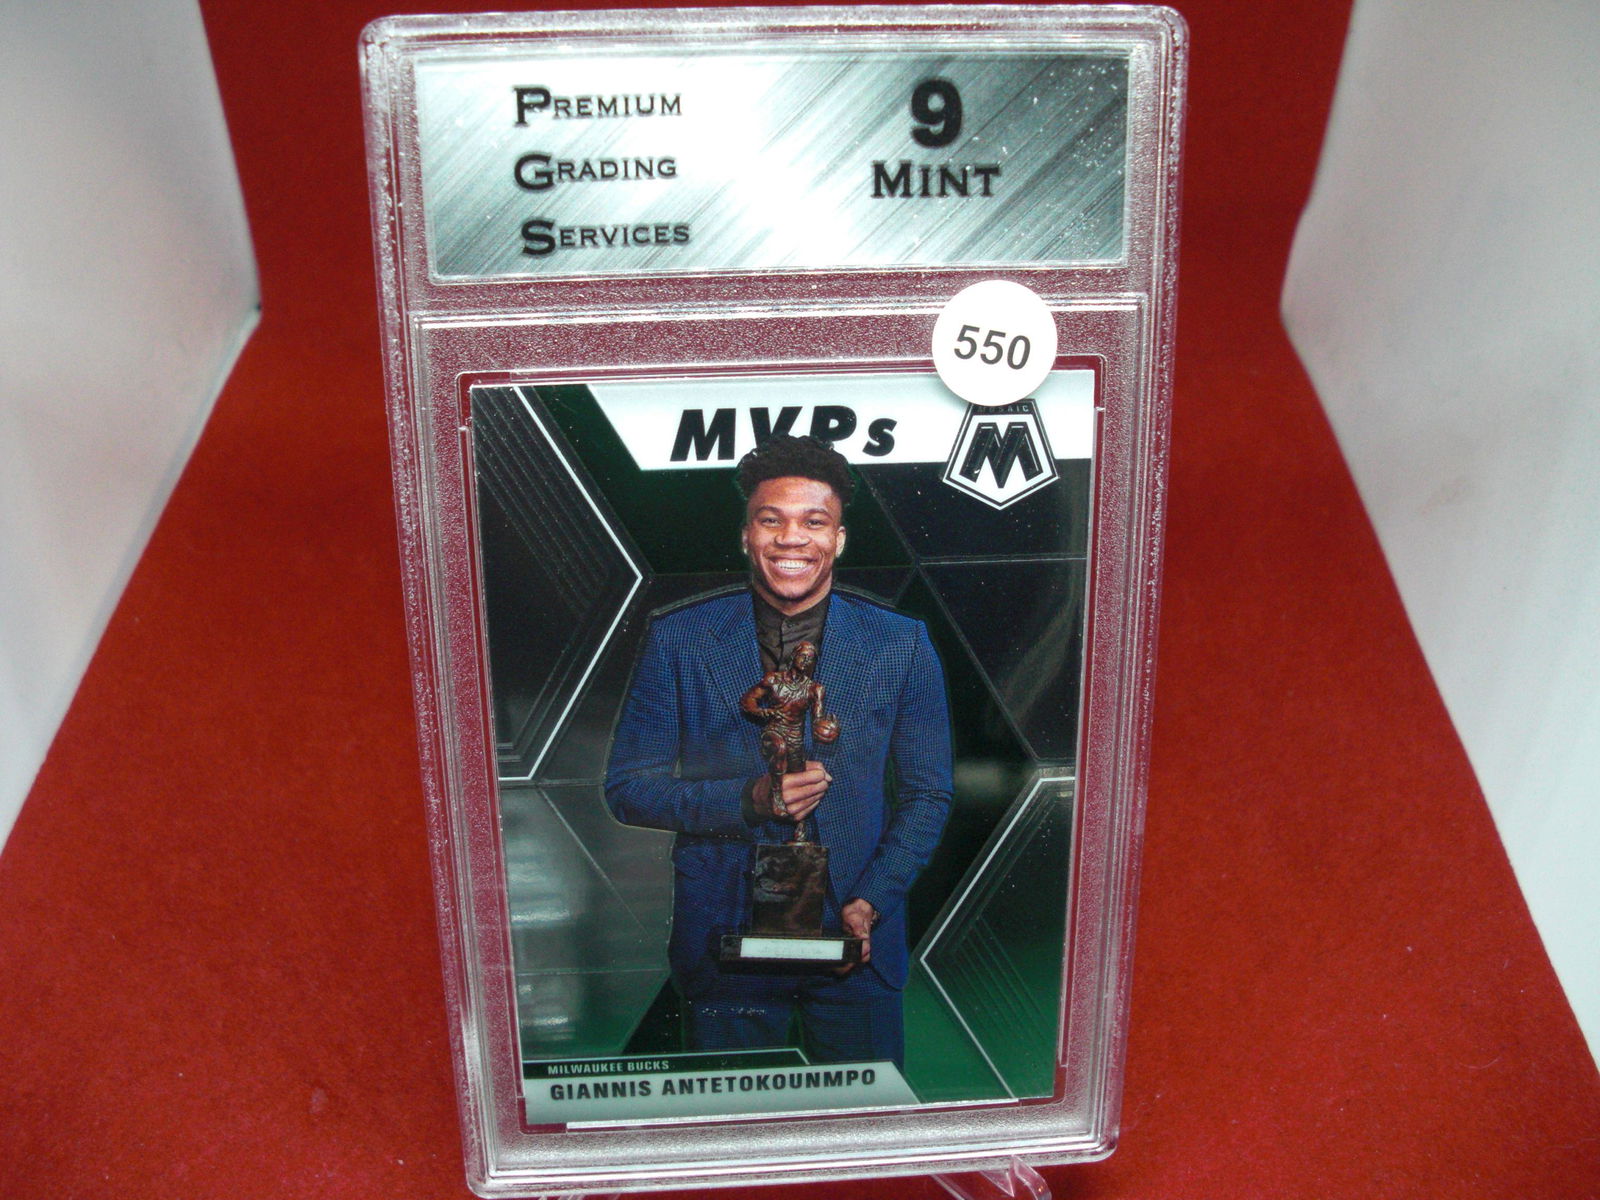 PREMIUM
GRADING
SERVICES
9
MINT
550
MVPs
MOSAIC
M
MILWAUKEE BUCKS
GIANNIS ANTETOKOUNMPO